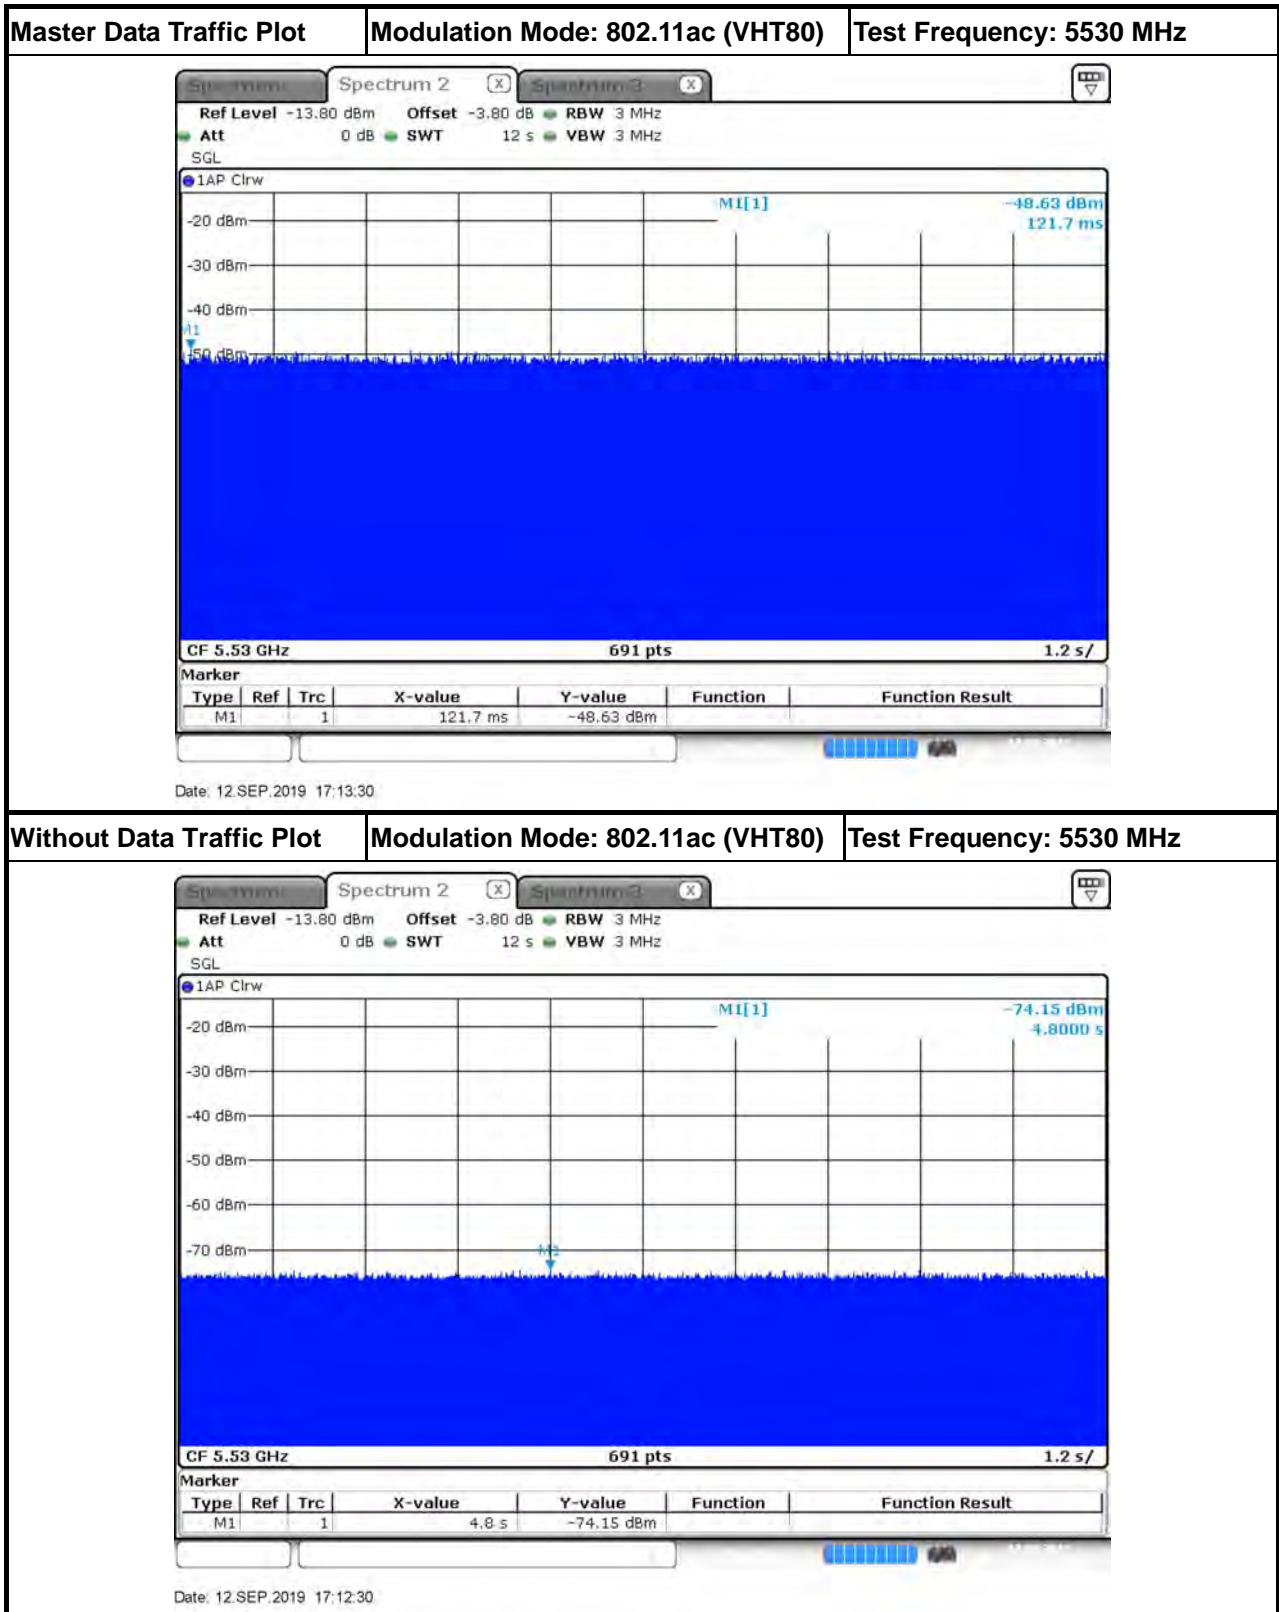 Master Data Traffic Plot Modulation Mode: 802.11ac (VHT80) Test Frequency: 5530 MHz
Spectrum 2
Ref Level -13.80 dBm Offset -3.80 dB RBW 3 MHz
Att 0 dB SWT 12 s VBW 3 MHz
SGL
1AP Clrw
M1[1] -48.63 dBm
121.7 ms
-20 dBm
-30 dBm
-40 dBm
M1
-50 dBm
CF 5.53 GHz 691 pts 1.2 s/
Marker
Type Ref Trc X-value Y-value Function Function Result
M1 1 121.7 ms -48.63 dBm
Date: 12.SEP.2019 17:13:30
Without Data Traffic Plot Modulation Mode: 802.11ac (VHT80) Test Frequency: 5530 MHz
Spectrum 2
Ref Level -13.80 dBm Offset -3.80 dB RBW 3 MHz
Att 0 dB SWT 12 s VBW 3 MHz
SGL
1AP Clrw
M1[1] -74.15 dBm
4.8000 s
-20 dBm
-30 dBm
-40 dBm
-50 dBm
-60 dBm
-70 dBm
M1
CF 5.53 GHz 691 pts 1.2 s/
Marker
Type Ref Trc X-value Y-value Function Function Result
M1 1 4.8 s -74.15 dBm
Date: 12.SEP.2019 17:12:30